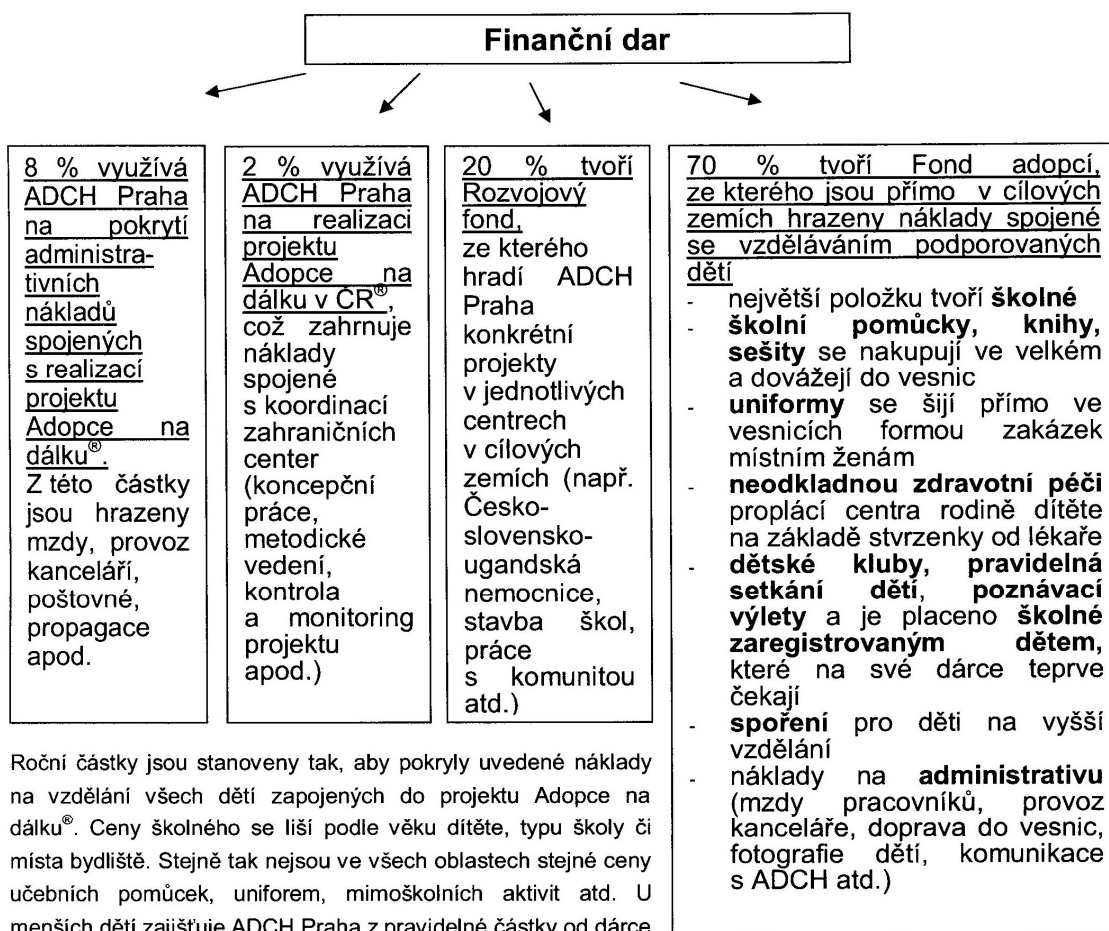 Finanční dar
8 % využívá
ADCH Praha
na pokrytí
administra-
tivních
nákladů
spojených
s realizací
projektu
Adopce na
dálku®.
Z této částky
jsou hrazeny
mzdy, provoz
kanceláří,
poštovné,
propagace
apod.
2 % využívá
ADCH Praha
na realizaci
projektu
Adopce na
dálku v ČR®,
což zahrnuje
náklady
spojené
s koordinací
zahraničních
center
(koncepční
práce,
metodické
vedení,
kontrola
a monitoring
projektu
apod.)
20 % tvoří
Rozvojový
fond,
ze kterého
hradí ADCH
Praha
konkrétní
projekty
v jednotlivých
centrech
v cílových
zemích (např.
Česko-
slovensko-
ugandská
nemocnice,
stavba škol,
práce
s komunitou
atd.)
70 % tvoří Fond adopcí,
ze kterého jsou přímo v cílových
zemích hrazeny náklady spojené
se vzděláváním podporovaných
dětí
- největší položku tvoří školné
- školní pomůcky, knihy,
sešity se nakupují ve velkém
a dovážejí do vesnic
- uniformy se šijí přímo ve
vesnicích formou zakázek
místním ženám
- neodkladnou zdravotní péči
proplácí centra rodině dítěte
na základě stvrzenky od lékaře
- dětské kluby, pravidelná
setkání dětí, poznávací
výlety a je placeno školné
zaregistrovaným dětem,
které na své dárce teprve
čekají
- spoření pro děti na vyšší
vzdělání
- náklady na administrativu
(mzdy pracovníků, provoz
kanceláře, doprava do vesnic,
fotografie dětí, komunikace
s ADCH atd.)
Roční částky jsou stanoveny tak, aby pokryly uvedené náklady
na vzdělání všech dětí zapojených do projektu Adopce na
dálku®. Ceny školného se liší podle věku dítěte, typu školy či
místa bydliště. Stejně tak nejsou ve všech oblastech stejné ceny
učebních pomůcek, uniforem, mimoškolních aktivit atd. U
menších dětí zajišťuje ADCH Praha z pravidelné částky od dárce